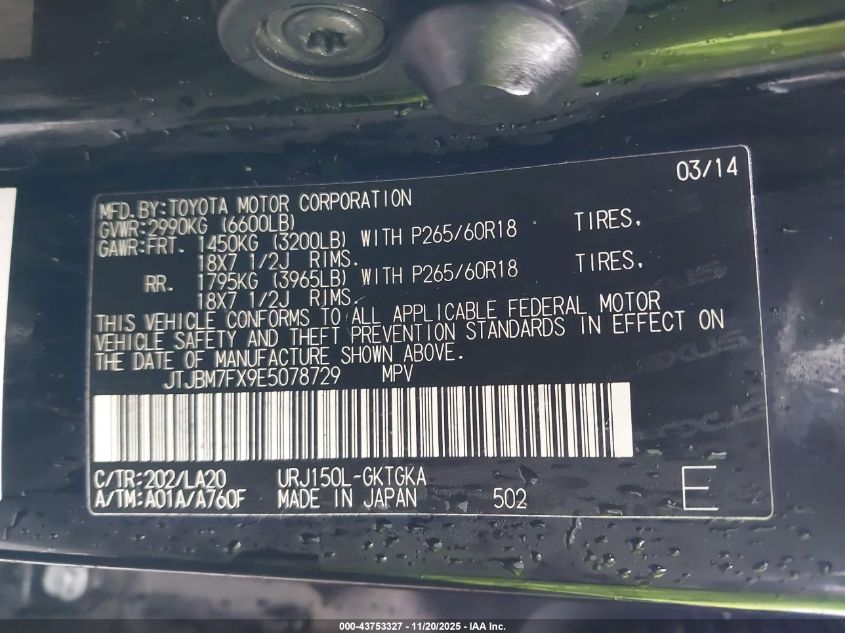 03/14
MFD. BY:TOYOTA MOTOR CORPORATION
GVWR:2990KG (6600LB)
GAWR:FRT. 1450KG (3200LB) WITH P265/60R18 TIRES,
18X7 1/2J RIMS.
RR. 1795KG (3965LB) WITH P265/60R18 TIRES,
18X7 1/2J RIMS.
THIS VEHICLE CONFORMS TO ALL APPLICABLE FEDERAL MOTOR
VEHICLE SAFETY AND THEFT PREVENTION STANDARDS IN EFFECT ON
THE DATE OF MANUFACTURE SHOWN ABOVE.
JTJBM7FX9E5078729 MPV
C/TR:202/LA20 URJ150L-GKTGKA
A/TM:A01A/A760F MADE IN JAPAN 502 E
000-43753327 - 11/20/2025 - IAA Inc.